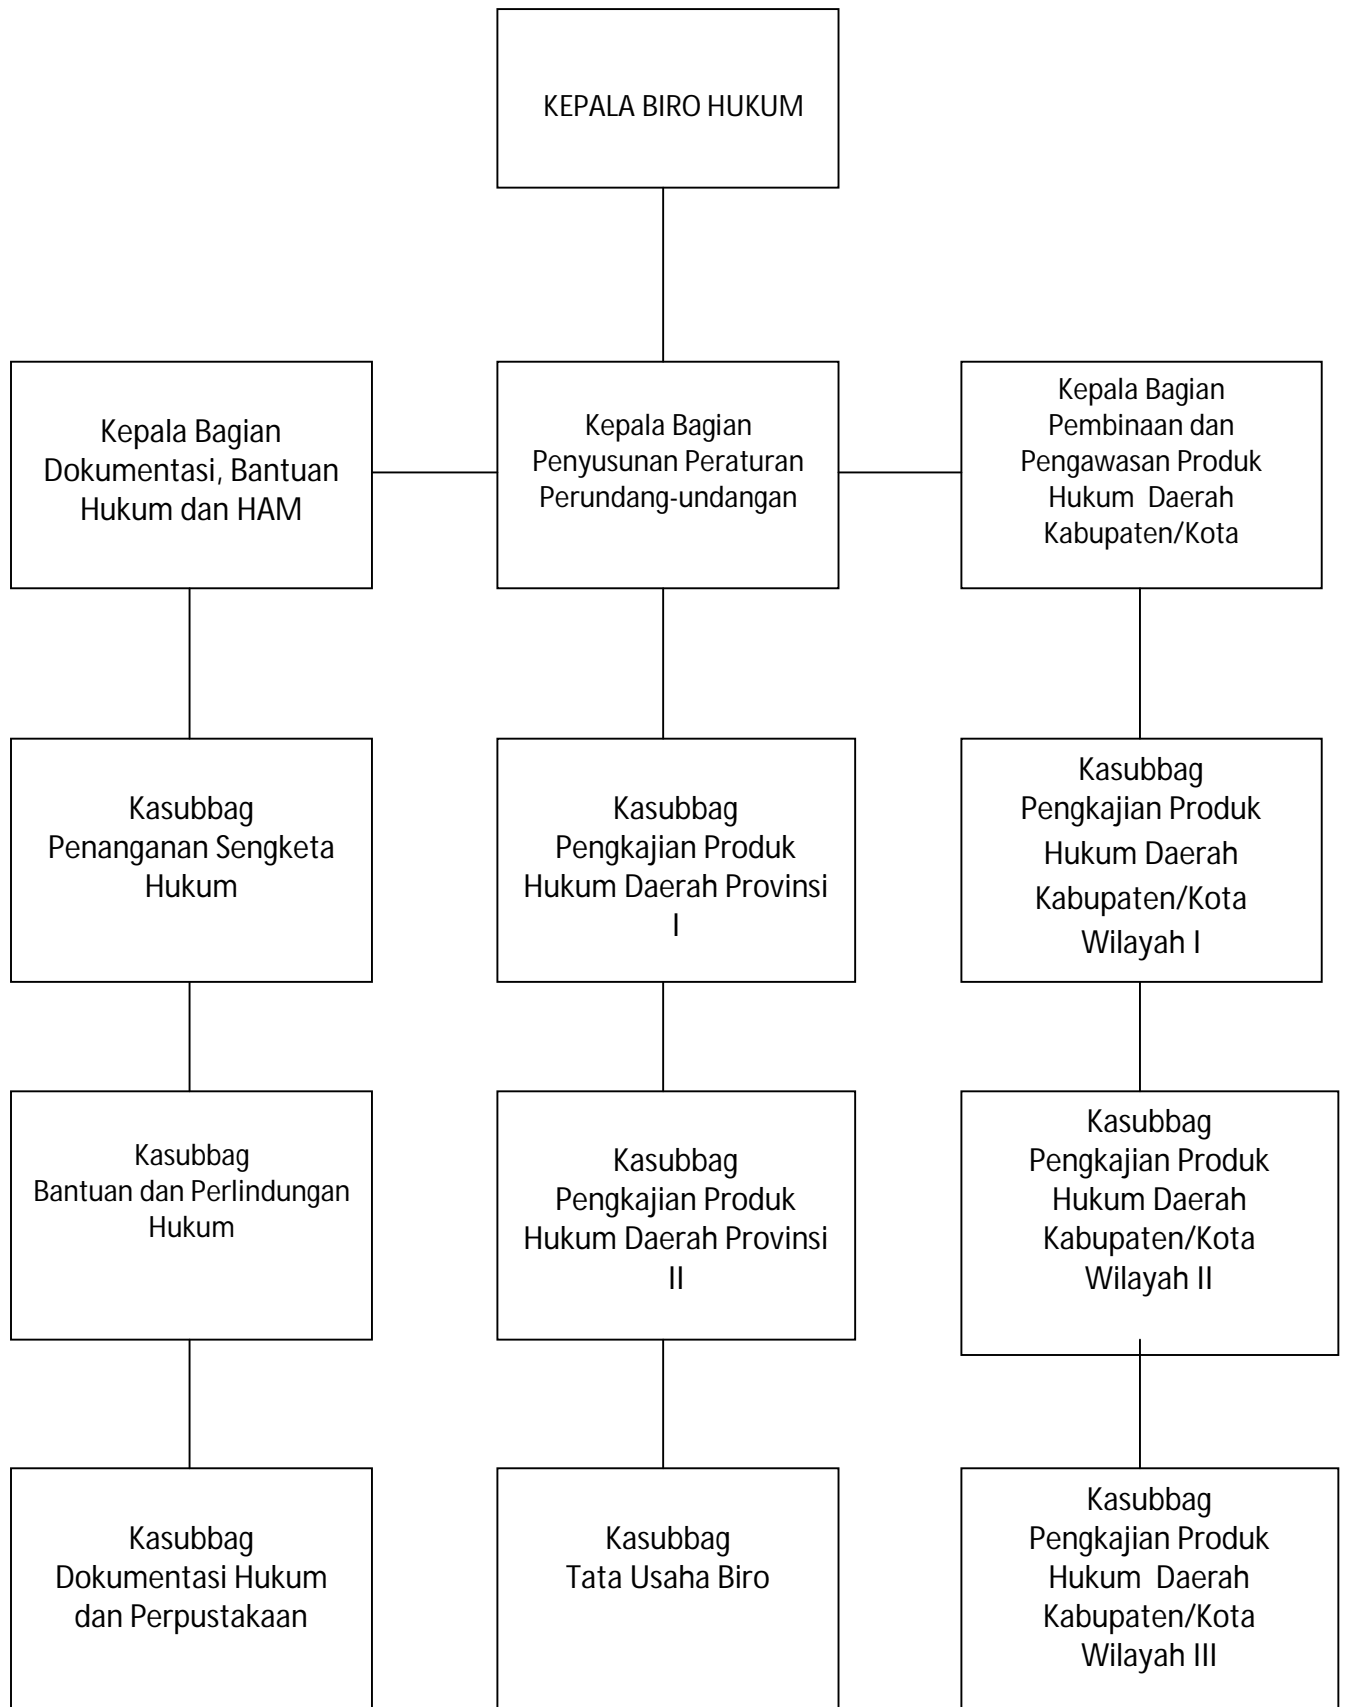 KEPALA BIRO HUKUM
Kepala Bagian
Dokumentasi, Bantuan
Hukum dan HAM
Kepala Bagian
Penyusunan Peraturan
Perundang-undangan
Kepala Bagian
Pembinaan dan
Pengawasan Produk
Hukum Daerah
Kabupaten/Kota
Kasubbag
Penanganan Sengketa
Hukum
Kasubbag
Pengkajian Produk
Hukum Daerah Provinsi
I
Kasubbag
Pengkajian Produk
Hukum Daerah
Kabupaten/Kota
Wilayah I
Kasubbag
Bantuan dan Perlindungan
Hukum
Kasubbag
Pengkajian Produk
Hukum Daerah Provinsi
II
Kasubbag
Pengkajian Produk
Hukum Daerah
Kabupaten/Kota
Wilayah II
Kasubbag
Dokumentasi Hukum
dan Perpustakaan
Kasubbag
Tata Usaha Biro
Kasubbag
Pengkajian Produk
Hukum Daerah
Kabupaten/Kota
Wilayah III